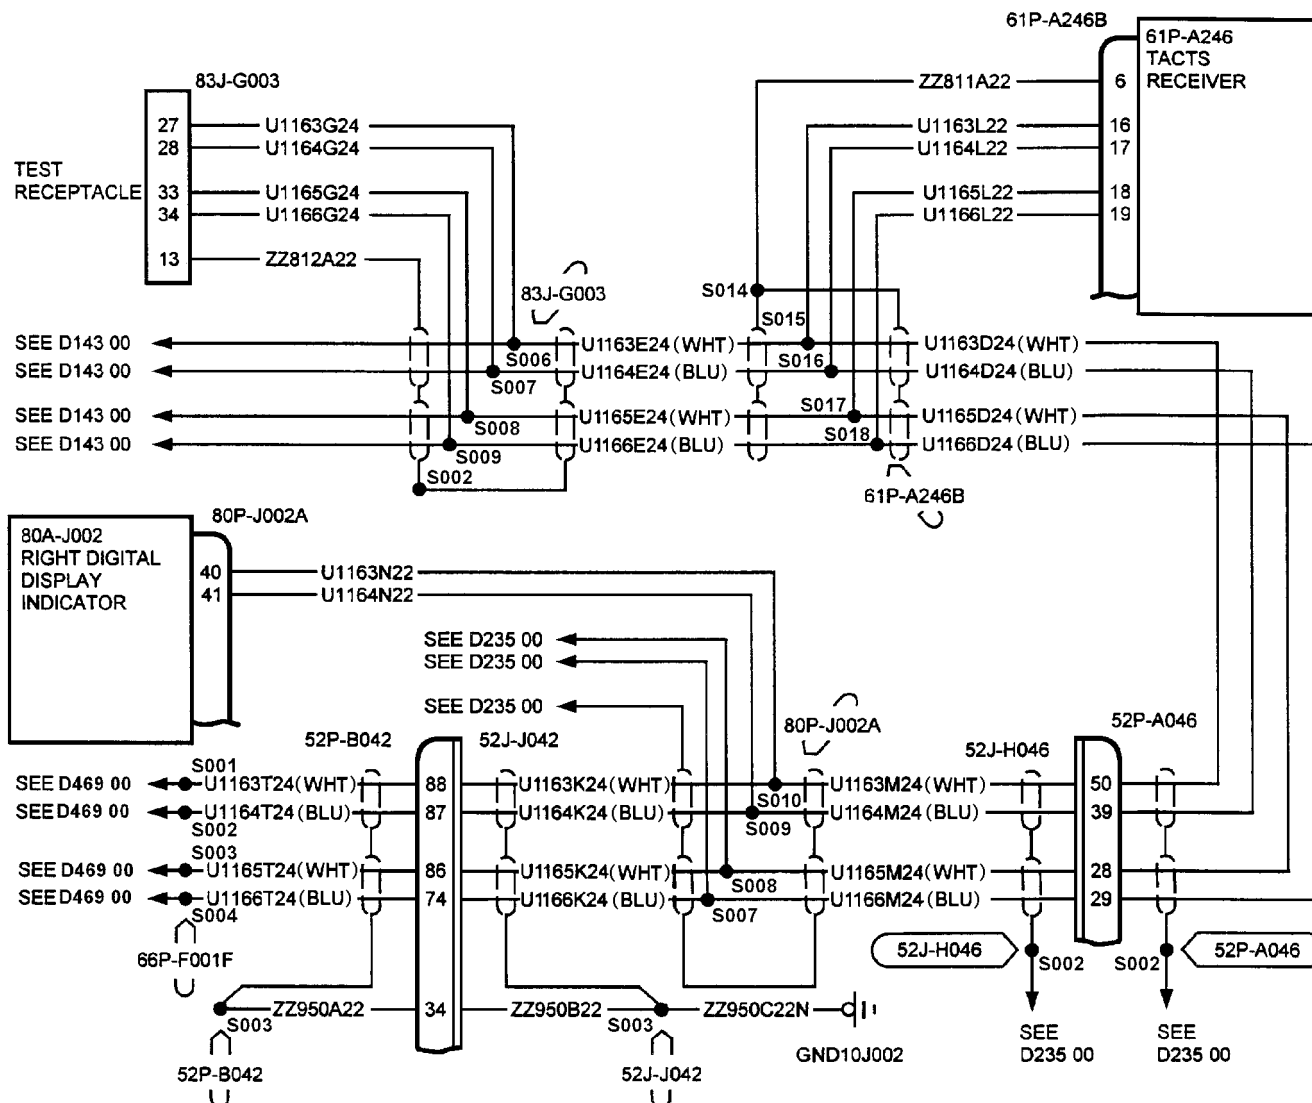 61P-A246B
61P-A246
TACTS
RECEIVER
ZZ811A22
6
83J-G003
27
U1163G24
U1163L22
16
28
U1164G24
U1164L22
17
TEST
RECEPTACLE
33
U1165G24
U1165L22
18
34
U1166G24
U1166L22
19
13
ZZ812A22
83J-G003
S014
S015
SEE D143 00
S006
U1163E24 (WHT)
S016
U1163D24 (WHT)
SEE D143 00
S007
U1164E24 (BLU)
U1164D24 (BLU)
SEE D143 00
S008
U1165E24 (WHT)
S017
U1165D24 (WHT)
SEE D143 00
S009
U1166E24 (BLU)
S018
U1166D24 (BLU)
S002
61P-A246B
80P-J002A
80A-J002
RIGHT DIGITAL
DISPLAY
INDICATOR
40
U1163N22
41
U1164N22
SEE D235 00
SEE D235 00
SEE D235 00
80P-J002A
52P-B042
52J-J042
52J-H046
52P-A046
S001
SEE D469 00
U1163T24 (WHT)
88
U1163K24 (WHT)
S010
U1163M24 (WHT)
50
SEE D469 00
U1164T24 (BLU)
87
U1164K24 (BLU)
S009
U1164M24 (BLU)
39
S002
S003
SEE D469 00
U1165T24 (WHT)
86
U1165K24 (WHT)
S008
U1165M24 (WHT)
28
SEE D469 00
U1166T24 (BLU)
74
U1166K24 (BLU)
S007
U1166M24 (BLU)
29
S004
66P-F001F
52J-H046
S002
S002
52P-A046
ZZ950A22
34
ZZ950B22
ZZ950C22N
S003
S003
GND10J002
SEE
D235 00
SEE
D235 00
52P-B042
52J-J042